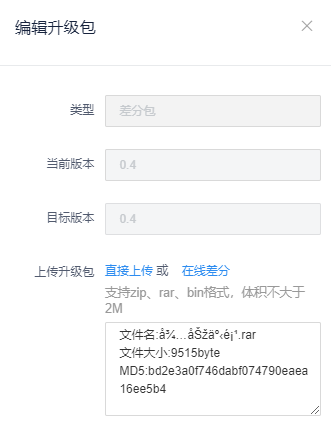 编辑升级包
类型
差分包
当前版本
0.4
目标版本
0.4
上传升级包
直接上传 或 在线差分
支持zip、rar、bin格式，体积不大于
2M
文件名:å¾…åŠžäº‹é¡¹.rar
文件大小:9515byte
MD5:bd2e3a0f746dabf074790eaea
16ee5b4